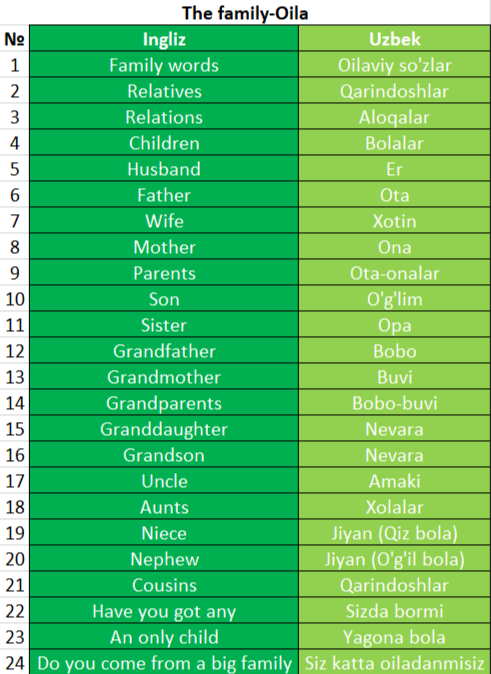 The family-Oila
№ Ingliz Uzbek
1 Family words Oilaviy so'zlar
2 Relatives Qarindoshlar
3 Relations Aloqalar
4 Children Bolalar
5 Husband Er
6 Father Ota
7 Wife Xotin
8 Mother Ona
9 Parents Ota-onalar
10 Son O'g'lim
11 Sister Opa
12 Grandfather Bobo
13 Grandmother Buvi
14 Grandparents Bobo-buvi
15 Granddaughter Nevara
16 Grandson Nevara
17 Uncle Amaki
18 Aunts Xolalar
19 Niece Jiyan (Qiz bola)
20 Nephew Jiyan (O'g'il bola)
21 Cousins Qarindoshlar
22 Have you got any Sizda bormi
23 An only child Yagona bola
24 Do you come from a big family Siz katta oiladanmisiz